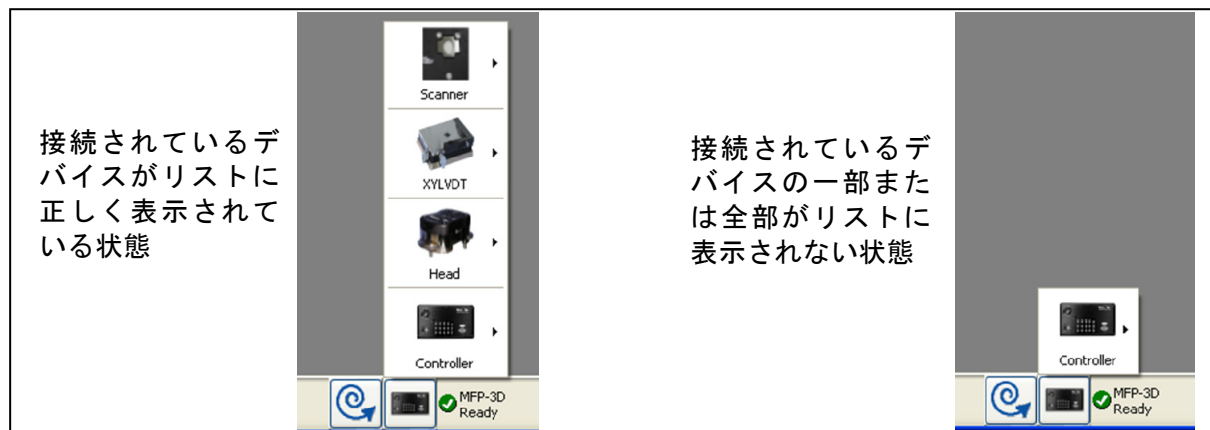 接続されているデ
バイスがリストに
正しく表示されて
いる状態
Scanner
XYLVDT
Head
Controller
MFP-3D
Ready
接続されているデ
バイスの一部また
は全部がリストに
表示されない状態
Controller
MFP-3D
Ready